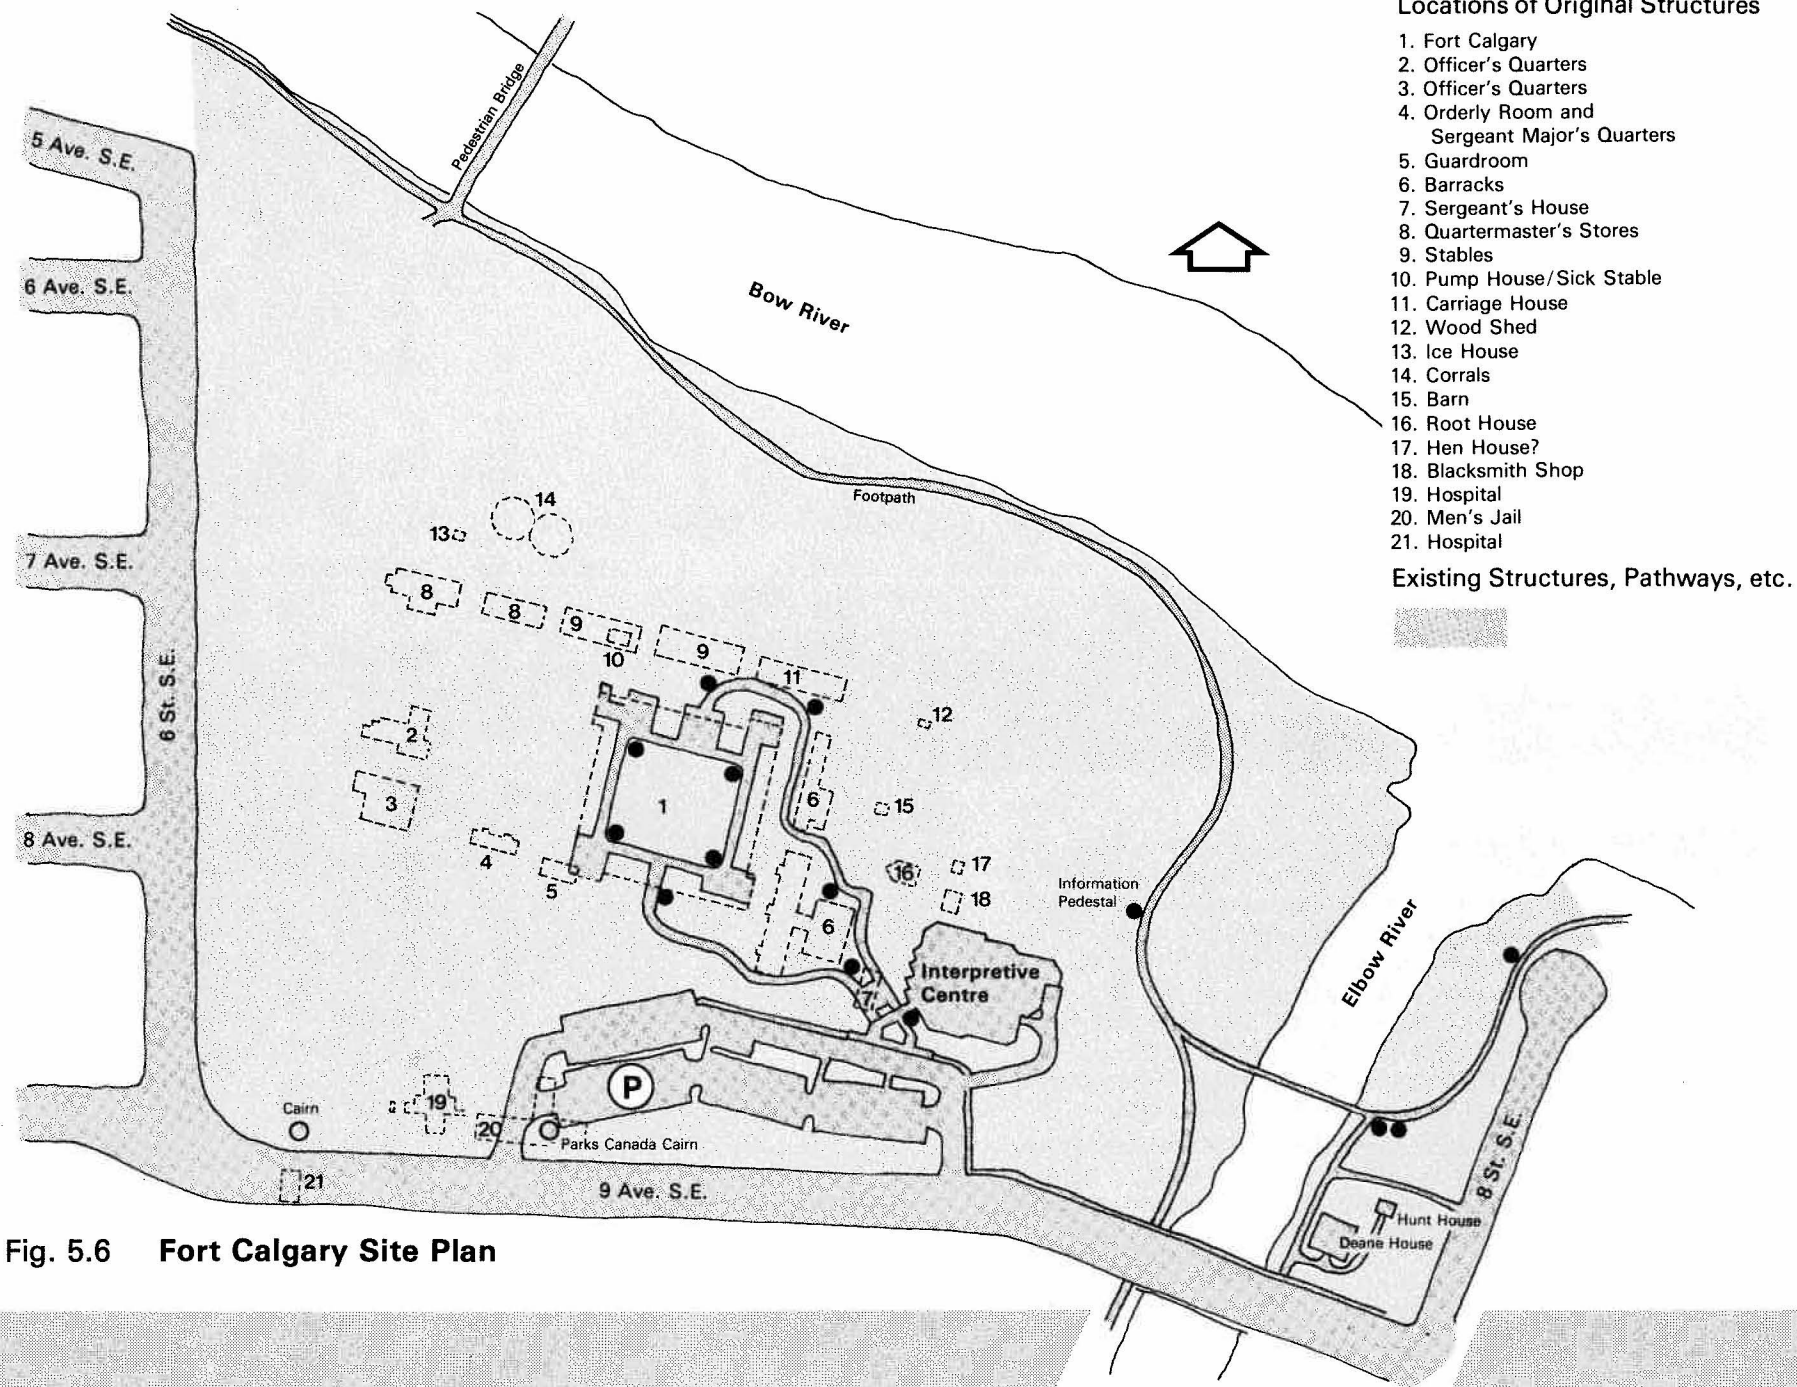 Locations of Original Structures
1. Fort Calgary
2. Officer's Quarters
3. Officer's Quarters
4. Orderly Room and
Sergeant Major's Quarters
5. Guardroom
6. Barracks
7. Sergeant's House
8. Quartermaster's Stores
9. Stables
10. Pump House/Sick Stable
11. Carriage House
12. Wood Shed
13. Ice House
14. Corrals
15. Barn
16. Root House
17. Hen House?
18. Blacksmith Shop
19. Hospital
20. Men's Jail
21. Hospital
Existing Structures, Pathways, etc.
Pedestrian Bridge
5 Ave. S.E.
6 Ave. S.E.
Bow River
Footpath
14
13
7 Ave. S.E.
8
8
9
10
9
11
6 St. S.E.
2
12
3
1
6
15
8 Ave. S.E.
4
5
16
17
18
Information
Pedestal
6
Interpretive
Centre
7
Elbow River
P
Cairn
19
20
Parks Canada Cairn
21
9 Ave. S.E.
8 St. S.E.
Hunt House
Deane House
Fig. 5.6 Fort Calgary Site Plan